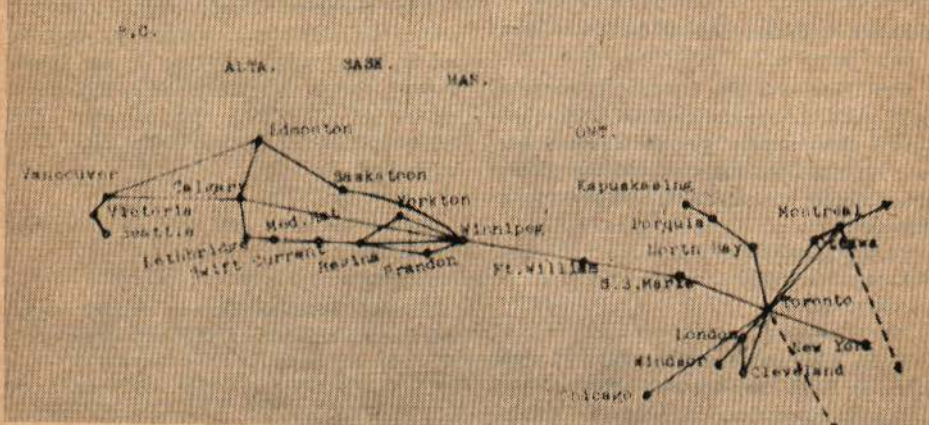 B.C.
ALTA. SASK.
MAN.
ONT.
Edmonton
Vancouver Calgary Saskatoon Kapuskasing
Victoria Yorkton Porquis Montreal
Seattle Med.Hat Winnipeg North Bay Ottawa
Lethbridge Swift Current Regina Brandon
Ft.William S.S.Marie Toronto
London New York
Windsor Cleveland
Chicago